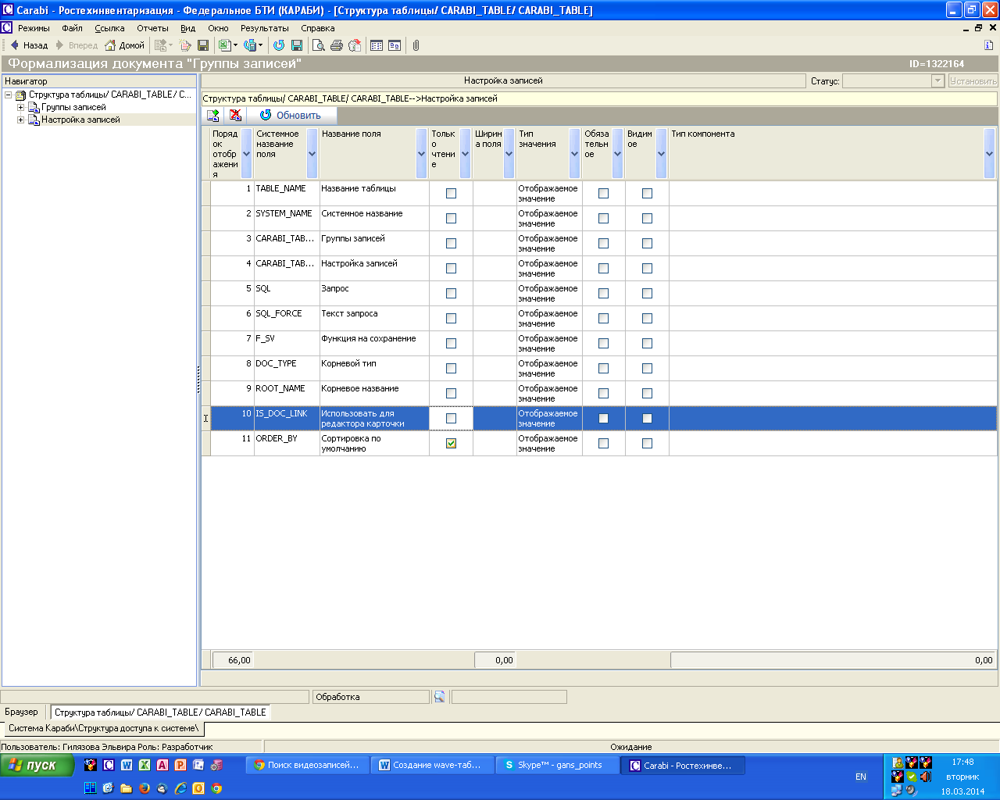 Carabi - Ростехинвентаризация - Федеральное БТИ (КАРАБИ) - [Структура таблицы/ CARABI_TABLE/ CARABI_TABLE]
Режимы Файл Ссылка Отчеты Вид Окно Результаты Справка
Назад Вперед Домой
Формализация документа "Группы записей" ID=1322164
Навигатор
Структура таблицы/ CARABI_TABLE/ C...
Группы записей
Настройка записей
Настройка записей Статус: Установить
Структура таблицы/ CARABI_TABLE/ CARABI_TABLE-->Настройка записей
Обновить
Порядок отображения Системное название поля Название поля Только чтение Ширина поля Тип значения Обязательное Видимое Тип компонента
1 TABLE_NAME Название таблицы Отображаемое значение
2 SYSTEM_NAME Системное название Отображаемое значение
3 CARABI_TAB... Группы записей Отображаемое значение
4 CARABI_TAB... Настройка записей Отображаемое значение
5 SQL Запрос Отображаемое значение
6 SQL_FORCE Текст запроса Отображаемое значение
7 F_SV Функция на сохранение Отображаемое значение
8 DOC_TYPE Корневой тип Отображаемое значение
9 ROOT_NAME Корневое название Отображаемое значение
10 IS_DOC_LINK Использовать для редактора карточки Отображаемое значение
11 ORDER_BY Сортировка по умолчанию Отображаемое значение
66,00 0,00 0,00
Обработка
Браузер Структура таблицы/ CARABI_TABLE/ CARABI_TABLE
Система Караби\Структура доступа к системе\
Пользователь: Гилязова Эльвира Роль: Разработчик Ожидание
пуск Поиск видеозаписей... Создание wave-таб... Skype™ - gans_points Carabi - Ростехинве...
EN
17:48
вторник
18.03.2014